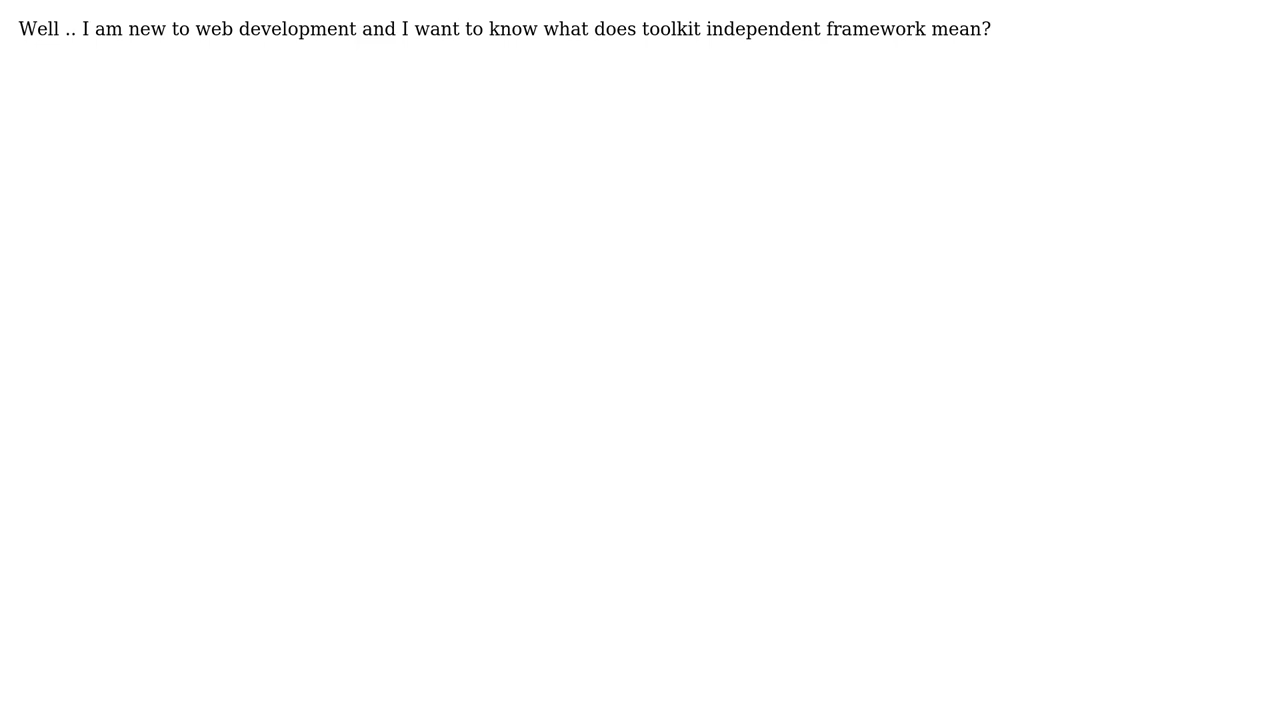 Well .. I am new to web development and I want to know what does toolkit independent framework mean?